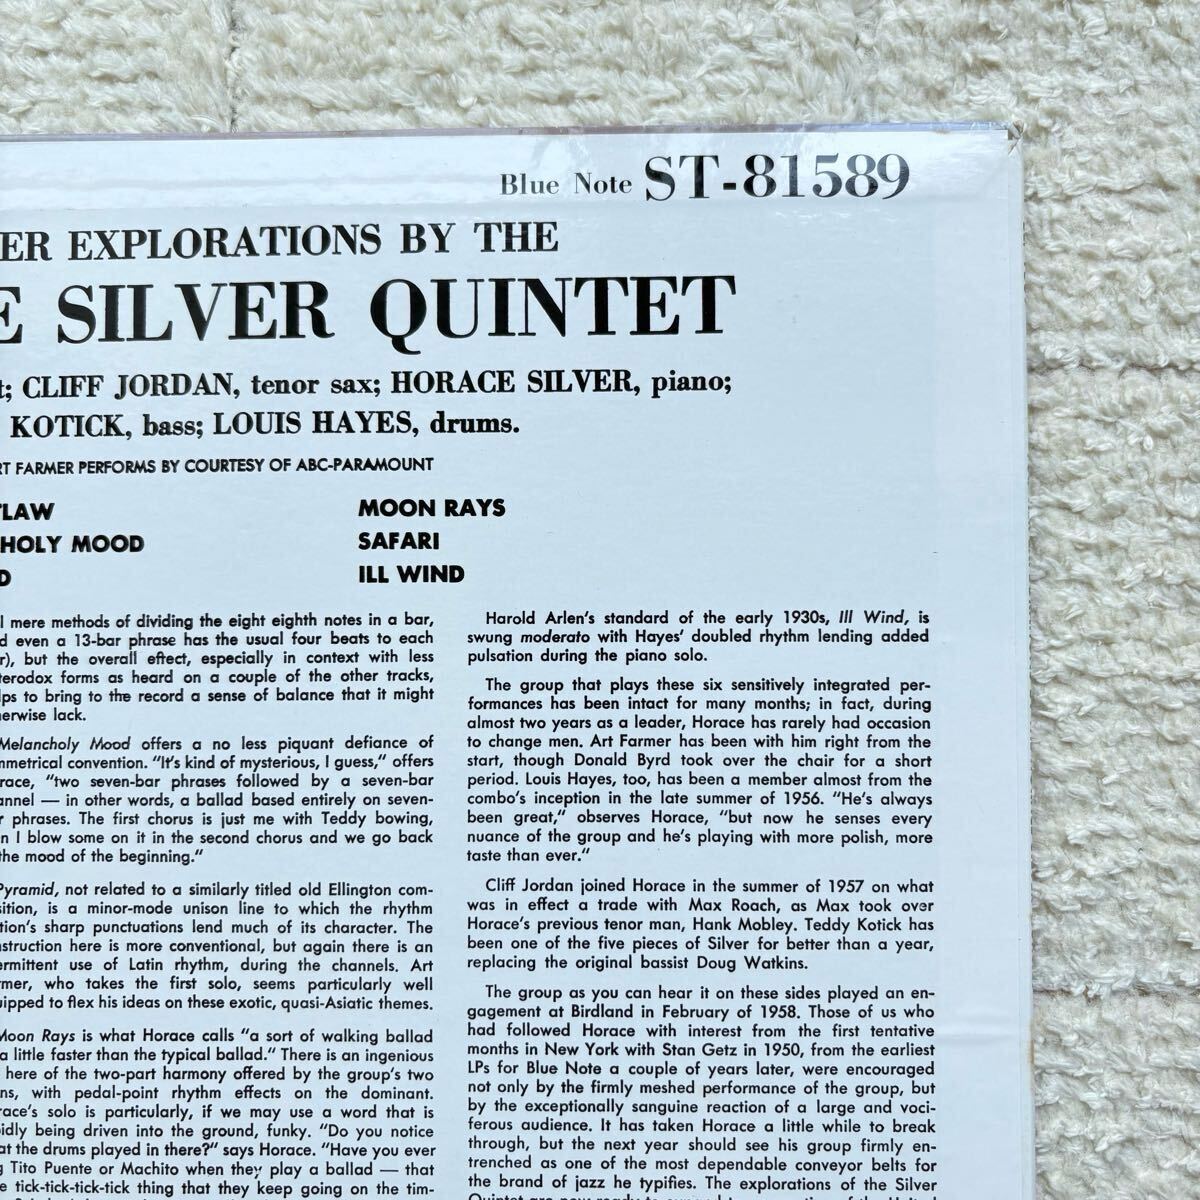 Blue Note ST-81589
ER EXPLORATIONS BY THE
E SILVER QUINTET
t; CLIFF JORDAN, tenor sax; HORACE SILVER, piano;
KOTICK, bass; LOUIS HAYES, drums.
RT FARMER PERFORMS BY COURTESY OF ABC-PARAMOUNT
TLAW
HOLY MOOD
D
MOON RAYS
SAFARI
ILL WIND
l mere methods of dividing the eight eighth notes in a bar,
d even a 13-bar phrase has the usual four beats to each
r), but the overall effect, especially in context with less
terodox forms as heard on a couple of the other tracks,
lps to bring to the record a sense of balance that it might
herwise lack.
Melancholy Mood offers a no less piquant defiance of
mmetrical convention. "It's kind of mysterious, I guess," offers
race, "two seven-bar phrases followed by a seven-bar
annel — in other words, a ballad based entirely on seven-
r phrases. The first chorus is just me with Teddy bowing,
n I blow some on it in the second chorus and we go back
the mood of the beginning."
Pyramid, not related to a similarly titled old Ellington com-
sition, is a minor-mode unison line to which the rhythm
ction's sharp punctuations lend much of its character. The
nstruction here is more conventional, but again there is an
ermittent use of Latin rhythm, during the channels. Art
rmer, who takes the first solo, seems particularly well
uipped to flex his ideas on these exotic, quasi-Asiatic themes.
Moon Rays is what Horace calls "a sort of walking ballad
a little faster than the typical ballad." There is an ingenious
here of the two-part harmony offered by the group's two
ns, with pedal-point rhythm effects on the dominant.
race's solo is particularly, if we may use a word that is
pidly being driven into the ground, funky. "Do you notice
at the drums played in there?" says Horace. "Have you ever
g Tito Puente or Machito when they play a ballad — that
e tick-tick-tick-tick thing that they keep going on the tim-
Harold Arlen's standard of the early 1930s, Ill Wind, is
swung moderato with Hayes' doubled rhythm lending added
pulsation during the piano solo.
The group that plays these six sensitively integrated per-
formances has been intact for many months; in fact, during
almost two years as a leader, Horace has rarely had occasion
to change men. Art Farmer has been with him right from the
start, though Donald Byrd took over the chair for a short
period. Louis Hayes, too, has been a member almost from the
combo's inception in the late summer of 1956. "He's always
been great," observes Horace, "but now he senses every
nuance of the group and he's playing with more polish, more
taste than ever."
Cliff Jordan joined Horace in the summer of 1957 on what
was in effect a trade with Max Roach, as Max took over
Horace's previous tenor man, Hank Mobley. Teddy Kotick has
been one of the five pieces of Silver for better than a year,
replacing the original bassist Doug Watkins.
The group as you can hear it on these sides played an en-
gagement at Birdland in February of 1958. Those of us who
had followed Horace with interest from the first tentative
months in New York with Stan Getz in 1950, from the earliest
LPs for Blue Note a couple of years later, were encouraged
not only by the firmly meshed performance of the group, but
by the exceptionally sanguine reaction of a large and voci-
ferous audience. It has taken Horace a little while to break
through, but the next year should see his group firmly en-
trenched as one of the most dependable conveyor belts for
the brand of jazz he typifies. The explorations of the Silver